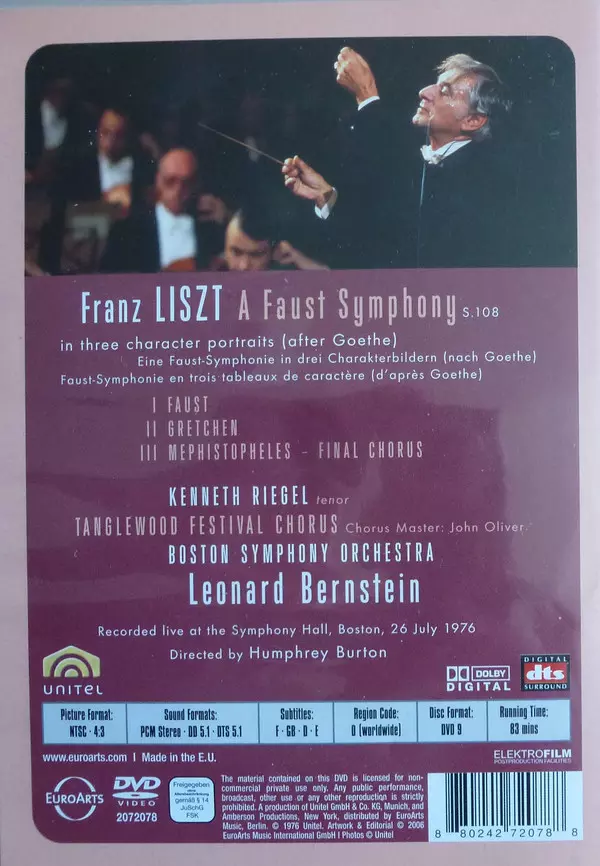 Franz LISZT A Faust Symphony S.108
in three character portraits (after Goethe)
Eine Faust-Symphonie in drei Charakterbildern (nach Goethe)
Faust-Symphonie en trois tableaux de caractère (d'après Goethe)
I FAUST
II GRETCHEN
III MEPHISTOPHELES - FINAL CHORUS
KENNETH RIEGEL tenor
TANGLEWOOD FESTIVAL CHORUS Chorus Master: John Oliver
BOSTON SYMPHONY ORCHESTRA
Leonard Bernstein
Recorded live at the Symphony Hall, Boston, 26 July 1976
Directed by Humphrey Burton
UNITEL
DOLBY
DIGITAL
DIGITAL
dts
SURROUND
Picture Format:
NTSC · 4:3
Sound Formats:
PCM Stereo · DD 5.1 · DTS 5.1
Subtitles:
F · GB · D · E
Region Code:
0 (worldwide)
Disc Format:
DVD 9
Running Time:
83 mins
www.euroarts.com | Made in the E.U.
ELEKTROFILM
POSTPRODUCTION FACILITIES
EUROARTS
DVD
VIDEO
2072078
Freigegeben
ohne Altersbeschränkung
gemäß § 14
JuSchG
FSK
The material contained on this DVD is licensed for non-
commercial private use only. Any public performance,
broadcast, other use or any other reproduction is strictly
prohibited. A production of Unitel GmbH & Co. KG, Munich, and
Amberson Productions, New York, distributed by EuroArts
Music, Berlin. © 1976 Unitel. Artwork & Editorial © 2006
EuroArts Music International GmbH | Photos © Unitel
8 80242 72078 8